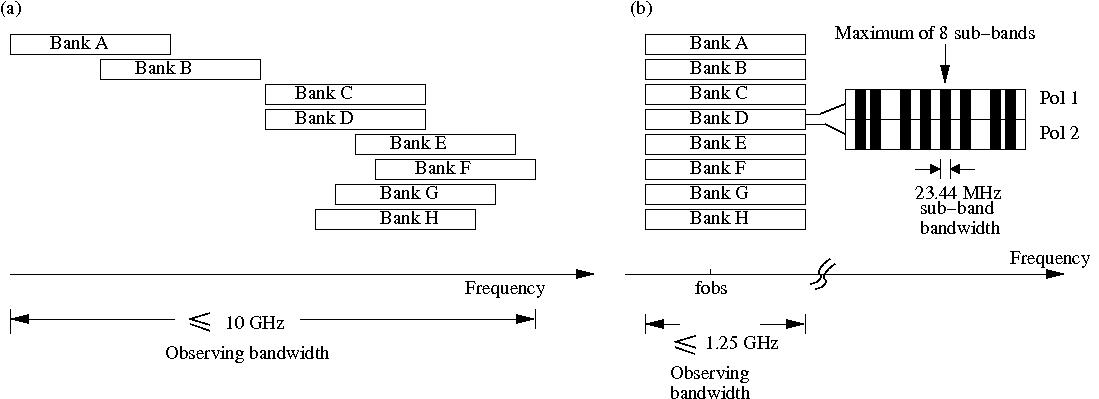 (a)
Bank A
Bank B
Bank C
Bank D
Bank E
Bank F
Bank G
Bank H
Frequency
≤ 10 GHz
Observing bandwidth
(b)
Bank A
Bank B
Bank C
Bank D
Bank E
Bank F
Bank G
Bank H
Maximum of 8 sub−bands
Pol 1
Pol 2
23.44 MHz
sub−band
bandwidth
Frequency
fobs
≤ 1.25 GHz
Observing
bandwidth